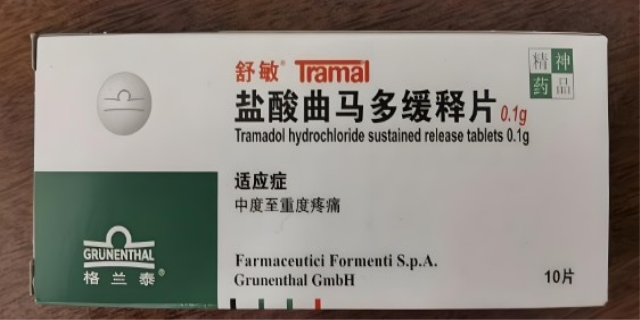 舒敏® Tramal
精神
药品
盐酸曲马多缓释片 0.1g
Tramadol hydrochloride sustained release tablets 0.1g
适应症
中度至重度疼痛
GRUNENTHAL
格兰泰®
Farmaceutici Formenti S.p.A.
Grunenthal GmbH
10片